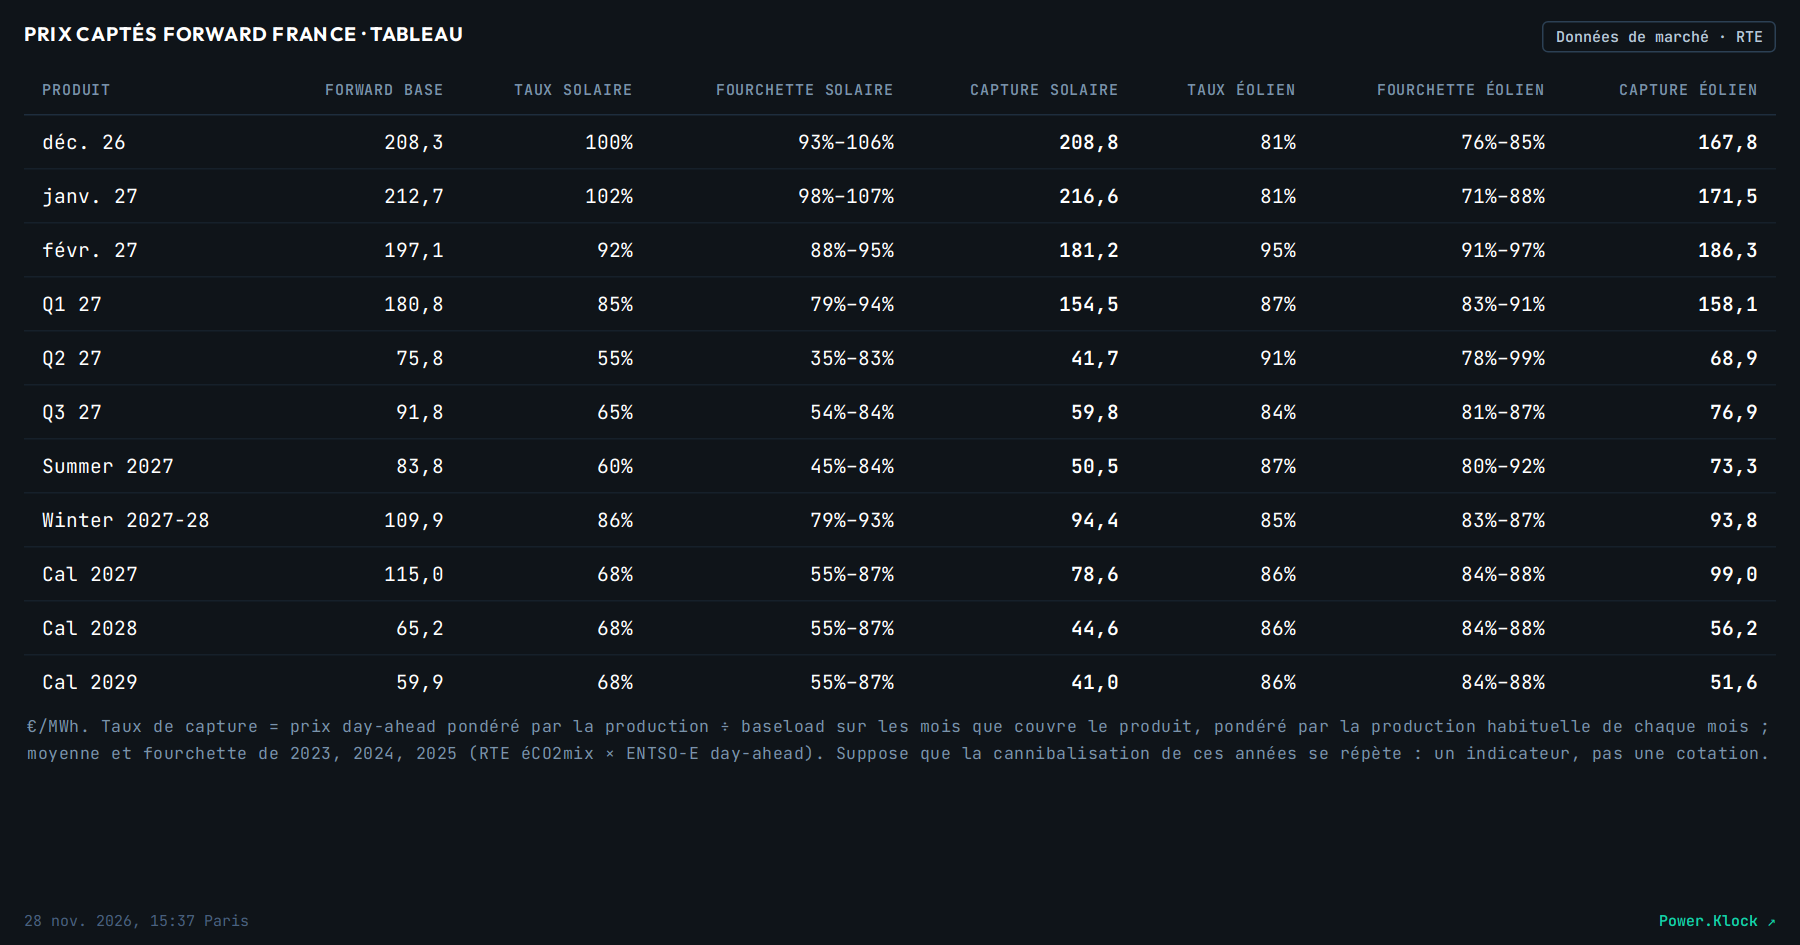 PRIX CAPTÉS FORWARD FRANCE · TABLEAU
Données de marché · RTE
PRODUIT FORWARD BASE TAUX SOLAIRE FOURCHETTE SOLAIRE CAPTURE SOLAIRE TAUX ÉOLIEN FOURCHETTE ÉOLIEN CAPTURE ÉOLIEN
déc. 26 208,3 100% 93%–106% 208,8 81% 76%–85% 167,8
janv. 27 212,7 102% 98%–107% 216,6 81% 71%–88% 171,5
févr. 27 197,1 92% 88%–95% 181,2 95% 91%–97% 186,3
Q1 27 180,8 85% 79%–94% 154,5 87% 83%–91% 158,1
Q2 27 75,8 55% 35%–83% 41,7 91% 78%–99% 68,9
Q3 27 91,8 65% 54%–84% 59,8 84% 81%–87% 76,9
Summer 2027 83,8 60% 45%–84% 50,5 87% 80%–92% 73,3
Winter 2027-28 109,9 86% 79%–93% 94,4 85% 83%–87% 93,8
Cal 2027 115,0 68% 55%–87% 78,6 86% 84%–88% 99,0
Cal 2028 65,2 68% 55%–87% 44,6 86% 84%–88% 56,2
Cal 2029 59,9 68% 55%–87% 41,0 86% 84%–88% 51,6
€/MWh. Taux de capture = prix day-ahead pondéré par la production ÷ baseload sur les mois que couvre le produit, pondéré par la production habituelle de chaque mois ;
moyenne et fourchette de 2023, 2024, 2025 (RTE éCO2mix × ENTSO-E day-ahead). Suppose que la cannibalisation de ces années se répète : un indicateur, pas une cotation.
28 nov. 2026, 15:37 Paris
Power.Klock ↗